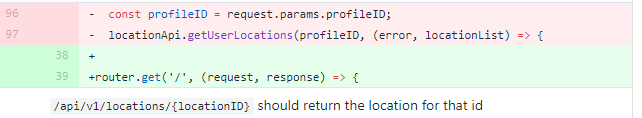 96 - const profileID = request.params.profileID;
97 - locationApi.getUserLocations(profileID, (error, locationList) => {
38 +
39 +router.get('/', (request, response) => {
/api/v1/locations/{locationID} should return the location for that id